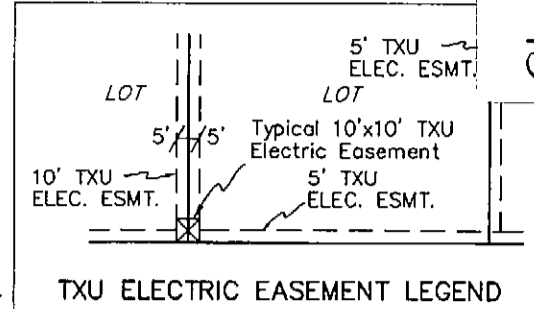 5' TXU
ELEC. ESMT.
LOT
LOT
5' 5'
Typical 10'x10' TXU
Electric Easement
10' TXU
ELEC. ESMT.
5' TXU
ELEC. ESMT.
TXU ELECTRIC EASEMENT LEGEND